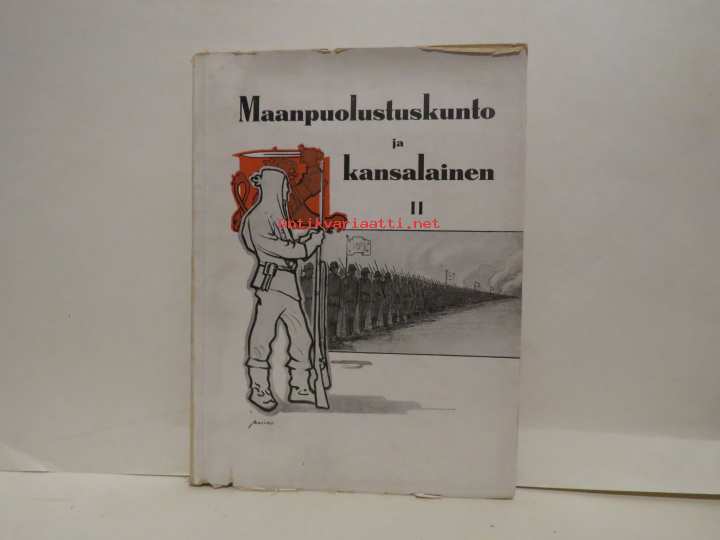 Maanpuolustuskunto
ja
kansalainen
II
antikvariaatti.net